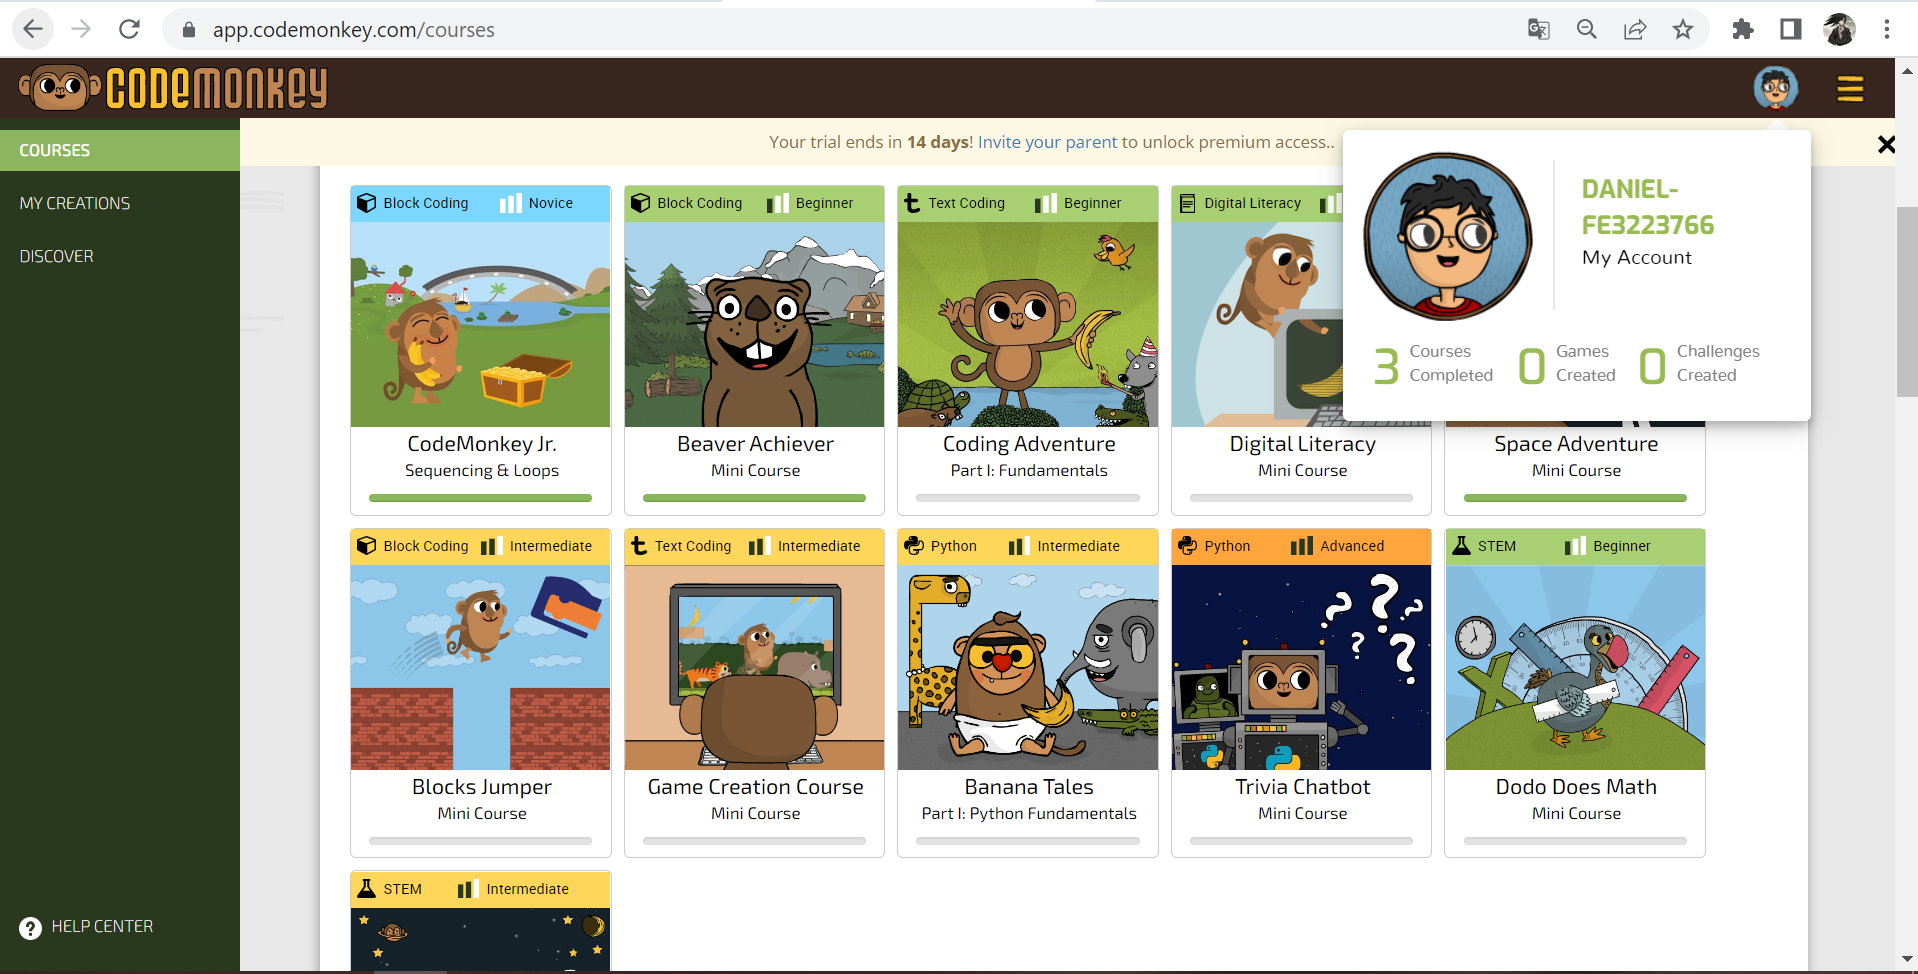 app.codemonkey.com/courses
CODEMONKEY
COURSES
MY CREATIONS
DISCOVER
HELP CENTER
Your trial ends in 14 days! Invite your parent to unlock premium access..
DANIEL-
FE3223766
My Account
3 Courses Completed
0 Games Created
0 Challenges Created
Block Coding Novice
CodeMonkey Jr.
Sequencing & Loops
Block Coding Beginner
Beaver Achiever
Mini Course
Text Coding Beginner
Coding Adventure
Part I: Fundamentals
Digital Literacy
Digital Literacy
Mini Course
Space Adventure
Mini Course
Block Coding Intermediate
Blocks Jumper
Mini Course
Text Coding Intermediate
Game Creation Course
Mini Course
Python Intermediate
Banana Tales
Part I: Python Fundamentals
Python Advanced
Trivia Chatbot
Mini Course
STEM Beginner
Dodo Does Math
Mini Course
STEM Intermediate